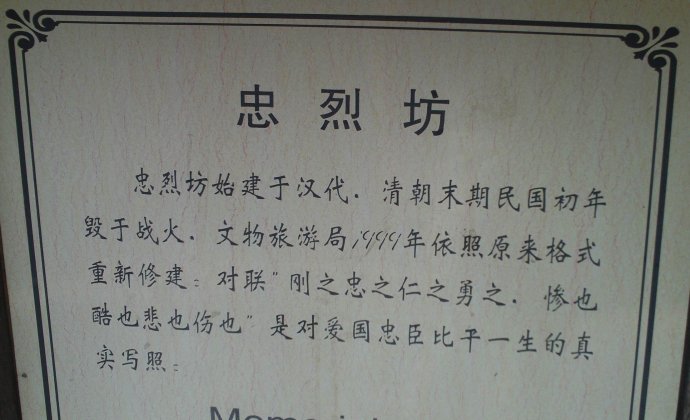 忠烈坊
忠烈坊始建于汉代．清朝末期民国初年
毁于战火．文物旅游局1999年依照原来格式
重新修建：对联"刚之忠之仁之勇之．惨也
酷也悲也伤也"是对爱国忠臣比干一生的真
实写照：